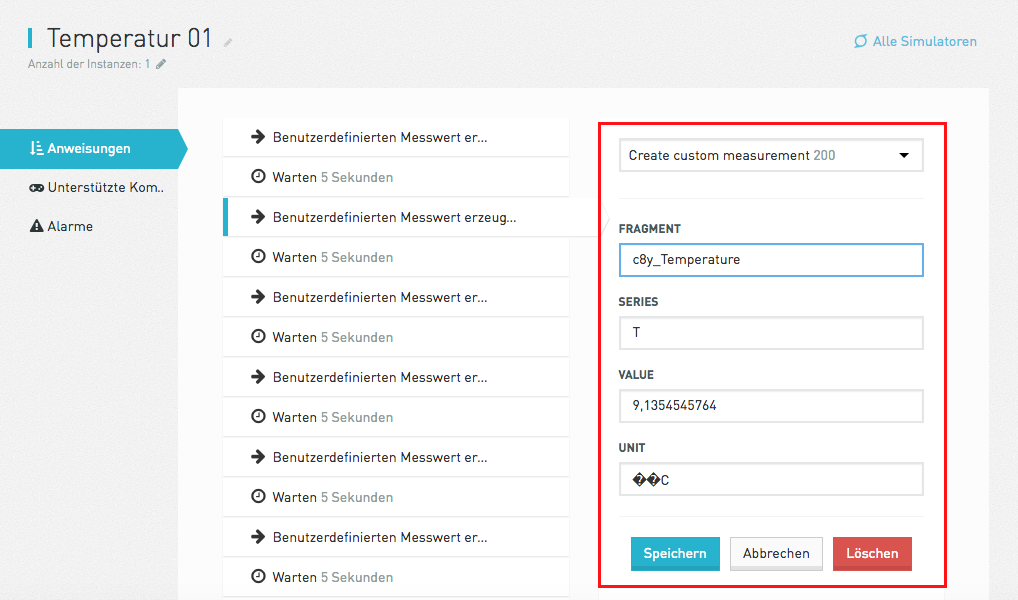 Temperatur 01
Anzahl der Instanzen: 1
Alle Simulatoren
Anweisungen
Unterstützte Kom..
Alarme
Benutzerdefinierten Messwert er...
Warten 5 Sekunden
Benutzerdefinierten Messwert erzeug...
Warten 5 Sekunden
Benutzerdefinierten Messwert er...
Warten 5 Sekunden
Benutzerdefinierten Messwert er...
Warten 5 Sekunden
Benutzerdefinierten Messwert er...
Warten 5 Sekunden
Benutzerdefinierten Messwert er...
Warten 5 Sekunden
Create custom measurement 200
FRAGMENT
c8y_Temperature
SERIES
T
VALUE
9,1354545764
UNIT
��C
Speichern
Abbrechen
Löschen